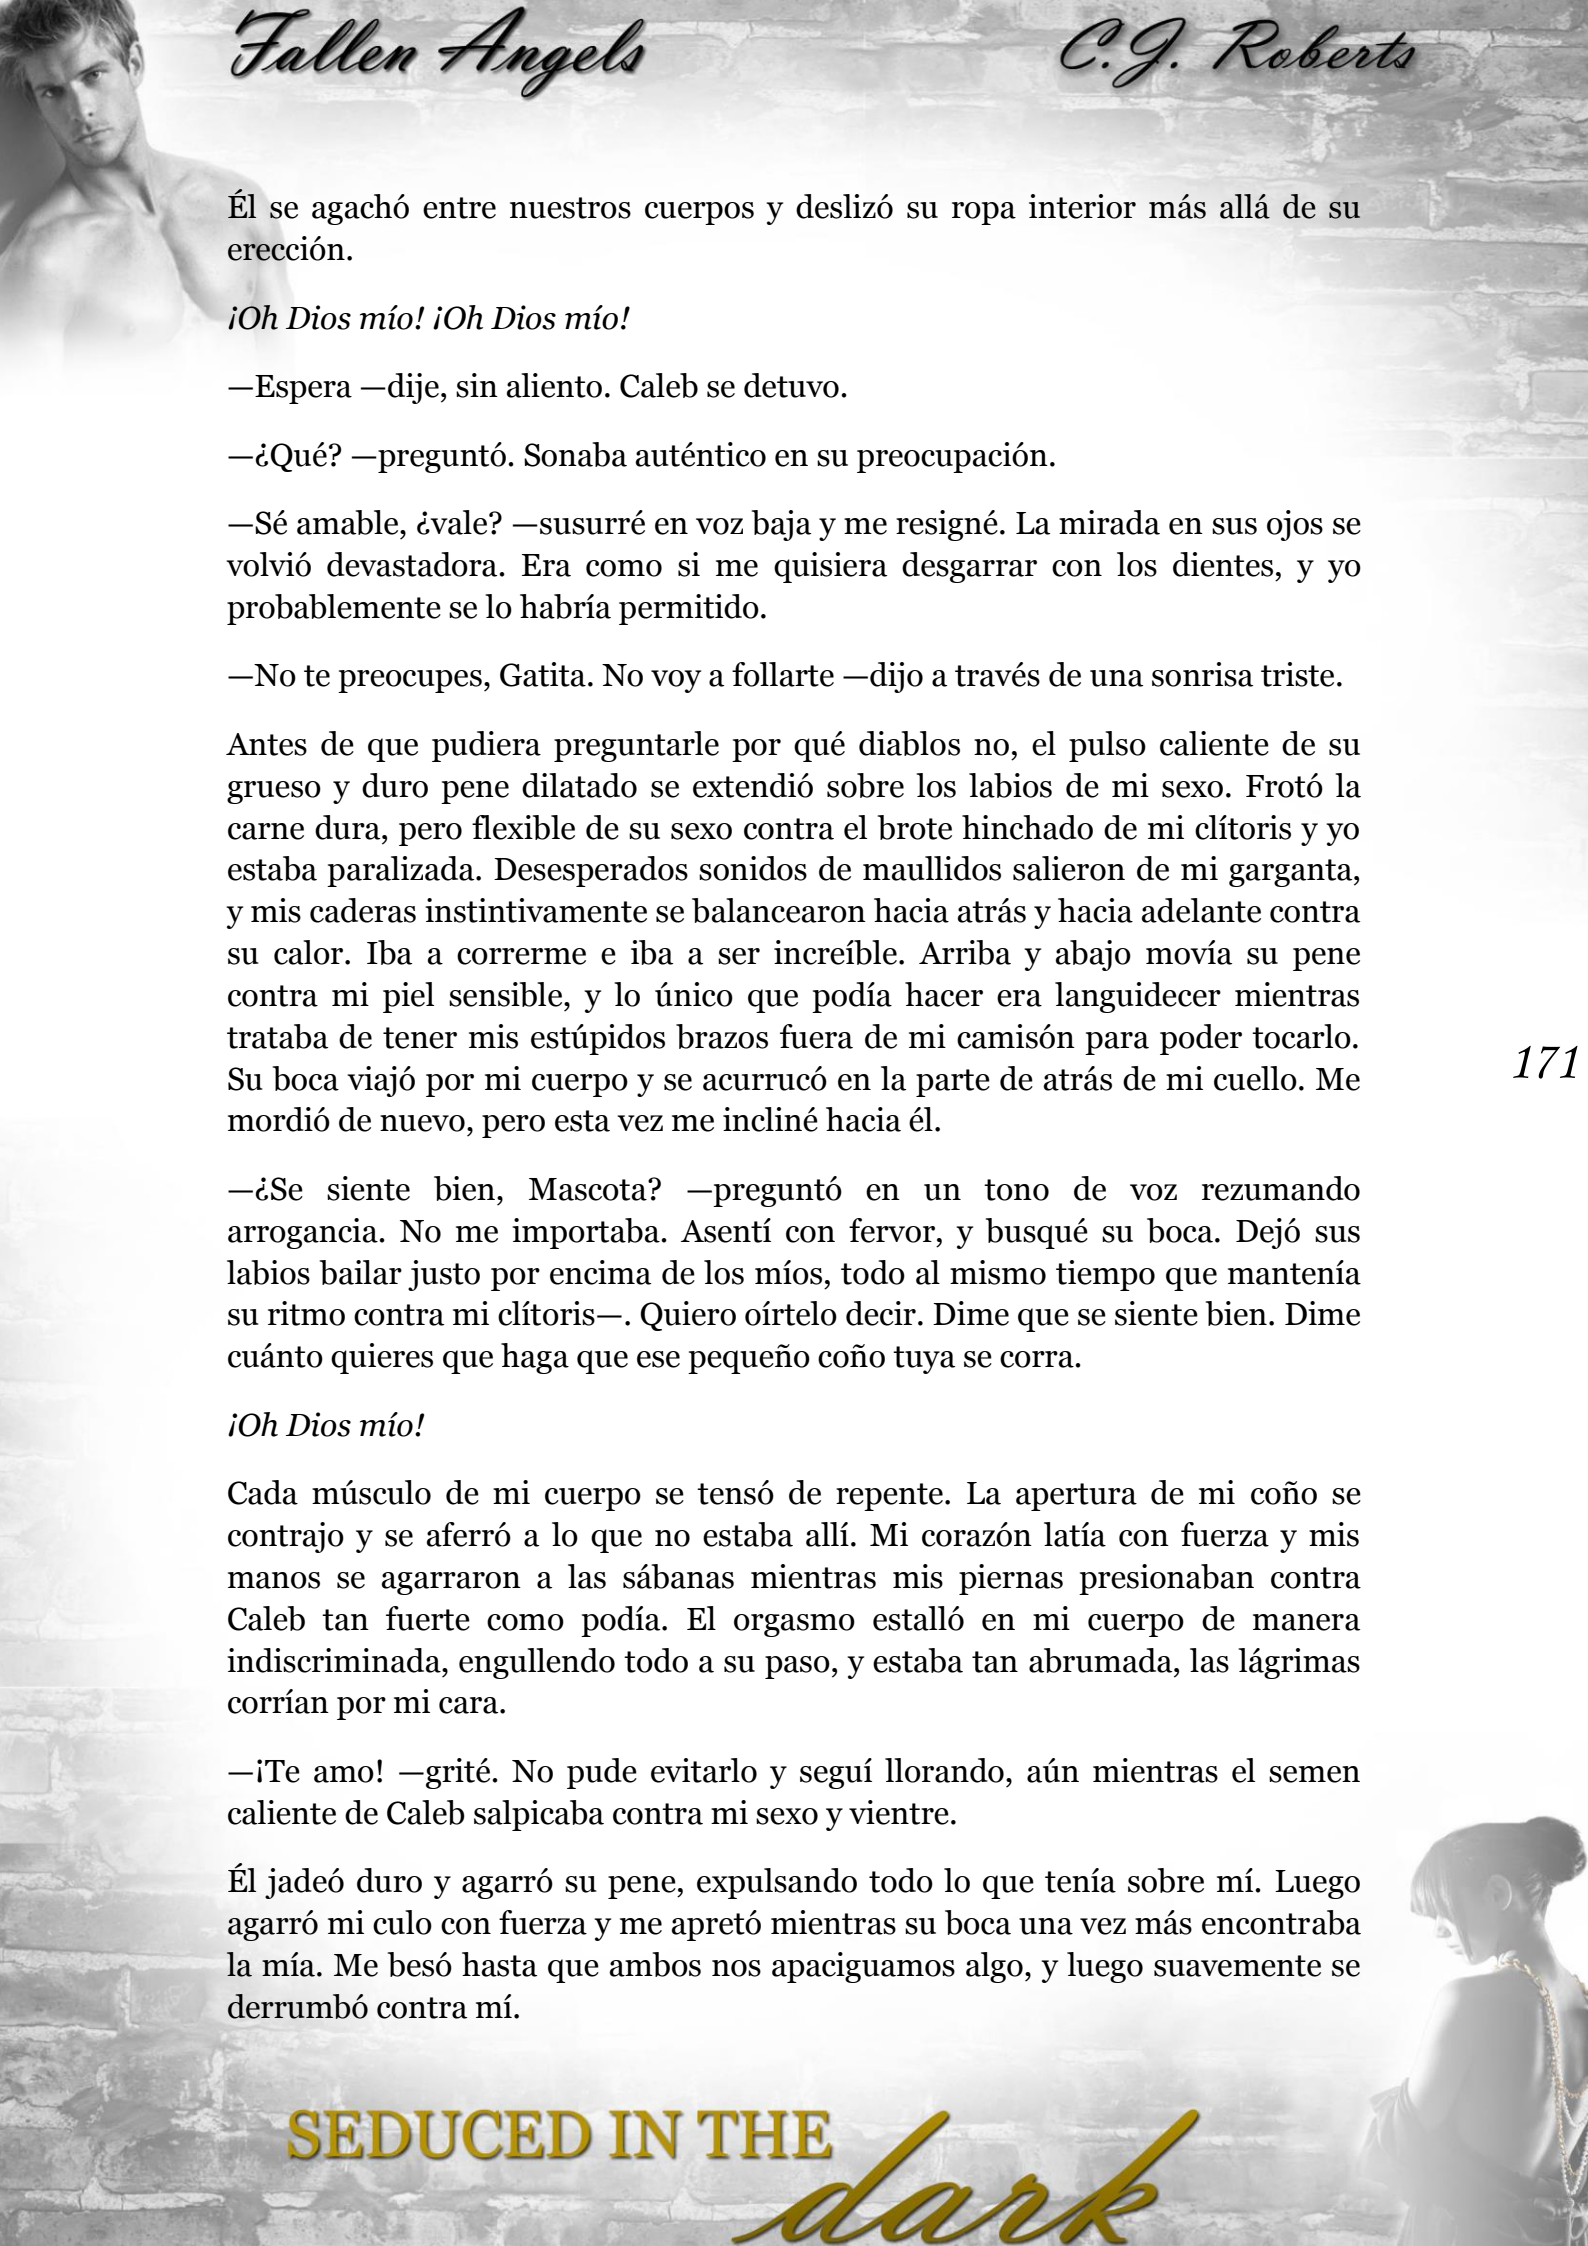 Fallen Angels
C.J. Roberts
Él se agachó entre nuestros cuerpos y deslizó su ropa interior más allá de su
erección.
¡Oh Dios mío! ¡Oh Dios mío!
—Espera —dije, sin aliento. Caleb se detuvo.
—¿Qué? —preguntó. Sonaba auténtico en su preocupación.
—Sé amable, ¿vale? —susurré en voz baja y me resigné. La mirada en sus ojos se
volvió devastadora. Era como si me quisiera desgarrar con los dientes, y yo
probablemente se lo habría permitido.
—No te preocupes, Gatita. No voy a follarte —dijo a través de una sonrisa triste.
Antes de que pudiera preguntarle por qué diablos no, el pulso caliente de su
grueso y duro pene dilatado se extendió sobre los labios de mi sexo. Frotó la
carne dura, pero flexible de su sexo contra el brote hinchado de mi clítoris y yo
estaba paralizada. Desesperados sonidos de maullidos salieron de mi garganta,
y mis caderas instintivamente se balancearon hacia atrás y hacia adelante contra
su calor. Iba a correrme e iba a ser increíble. Arriba y abajo movía su pene
contra mi piel sensible, y lo único que podía hacer era languidecer mientras
trataba de tener mis estúpidos brazos fuera de mi camisón para poder tocarlo.
Su boca viajó por mi cuerpo y se acurrucó en la parte de atrás de mi cuello. Me
mordió de nuevo, pero esta vez me incliné hacia él.
—¿Se siente bien, Mascota? —preguntó en un tono de voz rezumando
arrogancia. No me importaba. Asentí con fervor, y busqué su boca. Dejó sus
labios bailar justo por encima de los míos, todo al mismo tiempo que mantenía
su ritmo contra mi clítoris—. Quiero oírtelo decir. Dime que se siente bien. Dime
cuánto quieres que haga que ese pequeño coño tuya se corra.
¡Oh Dios mío!
Cada músculo de mi cuerpo se tensó de repente. La apertura de mi coño se
contrajo y se aferró a lo que no estaba allí. Mi corazón latía con fuerza y mis
manos se agarraron a las sábanas mientras mis piernas presionaban contra
Caleb tan fuerte como podía. El orgasmo estalló en mi cuerpo de manera
indiscriminada, engullendo todo a su paso, y estaba tan abrumada, las lágrimas
corrían por mi cara.
—¡Te amo! —grité. No pude evitarlo y seguí llorando, aún mientras el semen
caliente de Caleb salpicaba contra mi sexo y vientre.
Él jadeó duro y agarró su pene, expulsando todo lo que tenía sobre mí. Luego
agarró mi culo con fuerza y me apretó mientras su boca una vez más encontraba
la mía. Me besó hasta que ambos nos apaciguamos algo, y luego suavemente se
derrumbó contra mí.
171
SEDUCED IN THE
dark